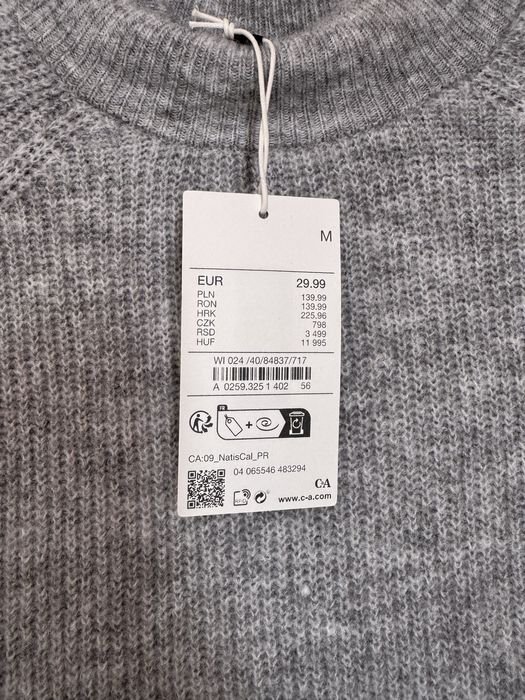 M
EUR 29.99
PLN 139.99
RON 139.99
HRK 225,96
CZK 798
RSD 3 499
HUF 11 995
WI 024 /40/84837/717
A 0259.325 1 402 56
FR
+
CA:09_NatisCal_PR
04 065546 483294
C&A
www.c-a.com